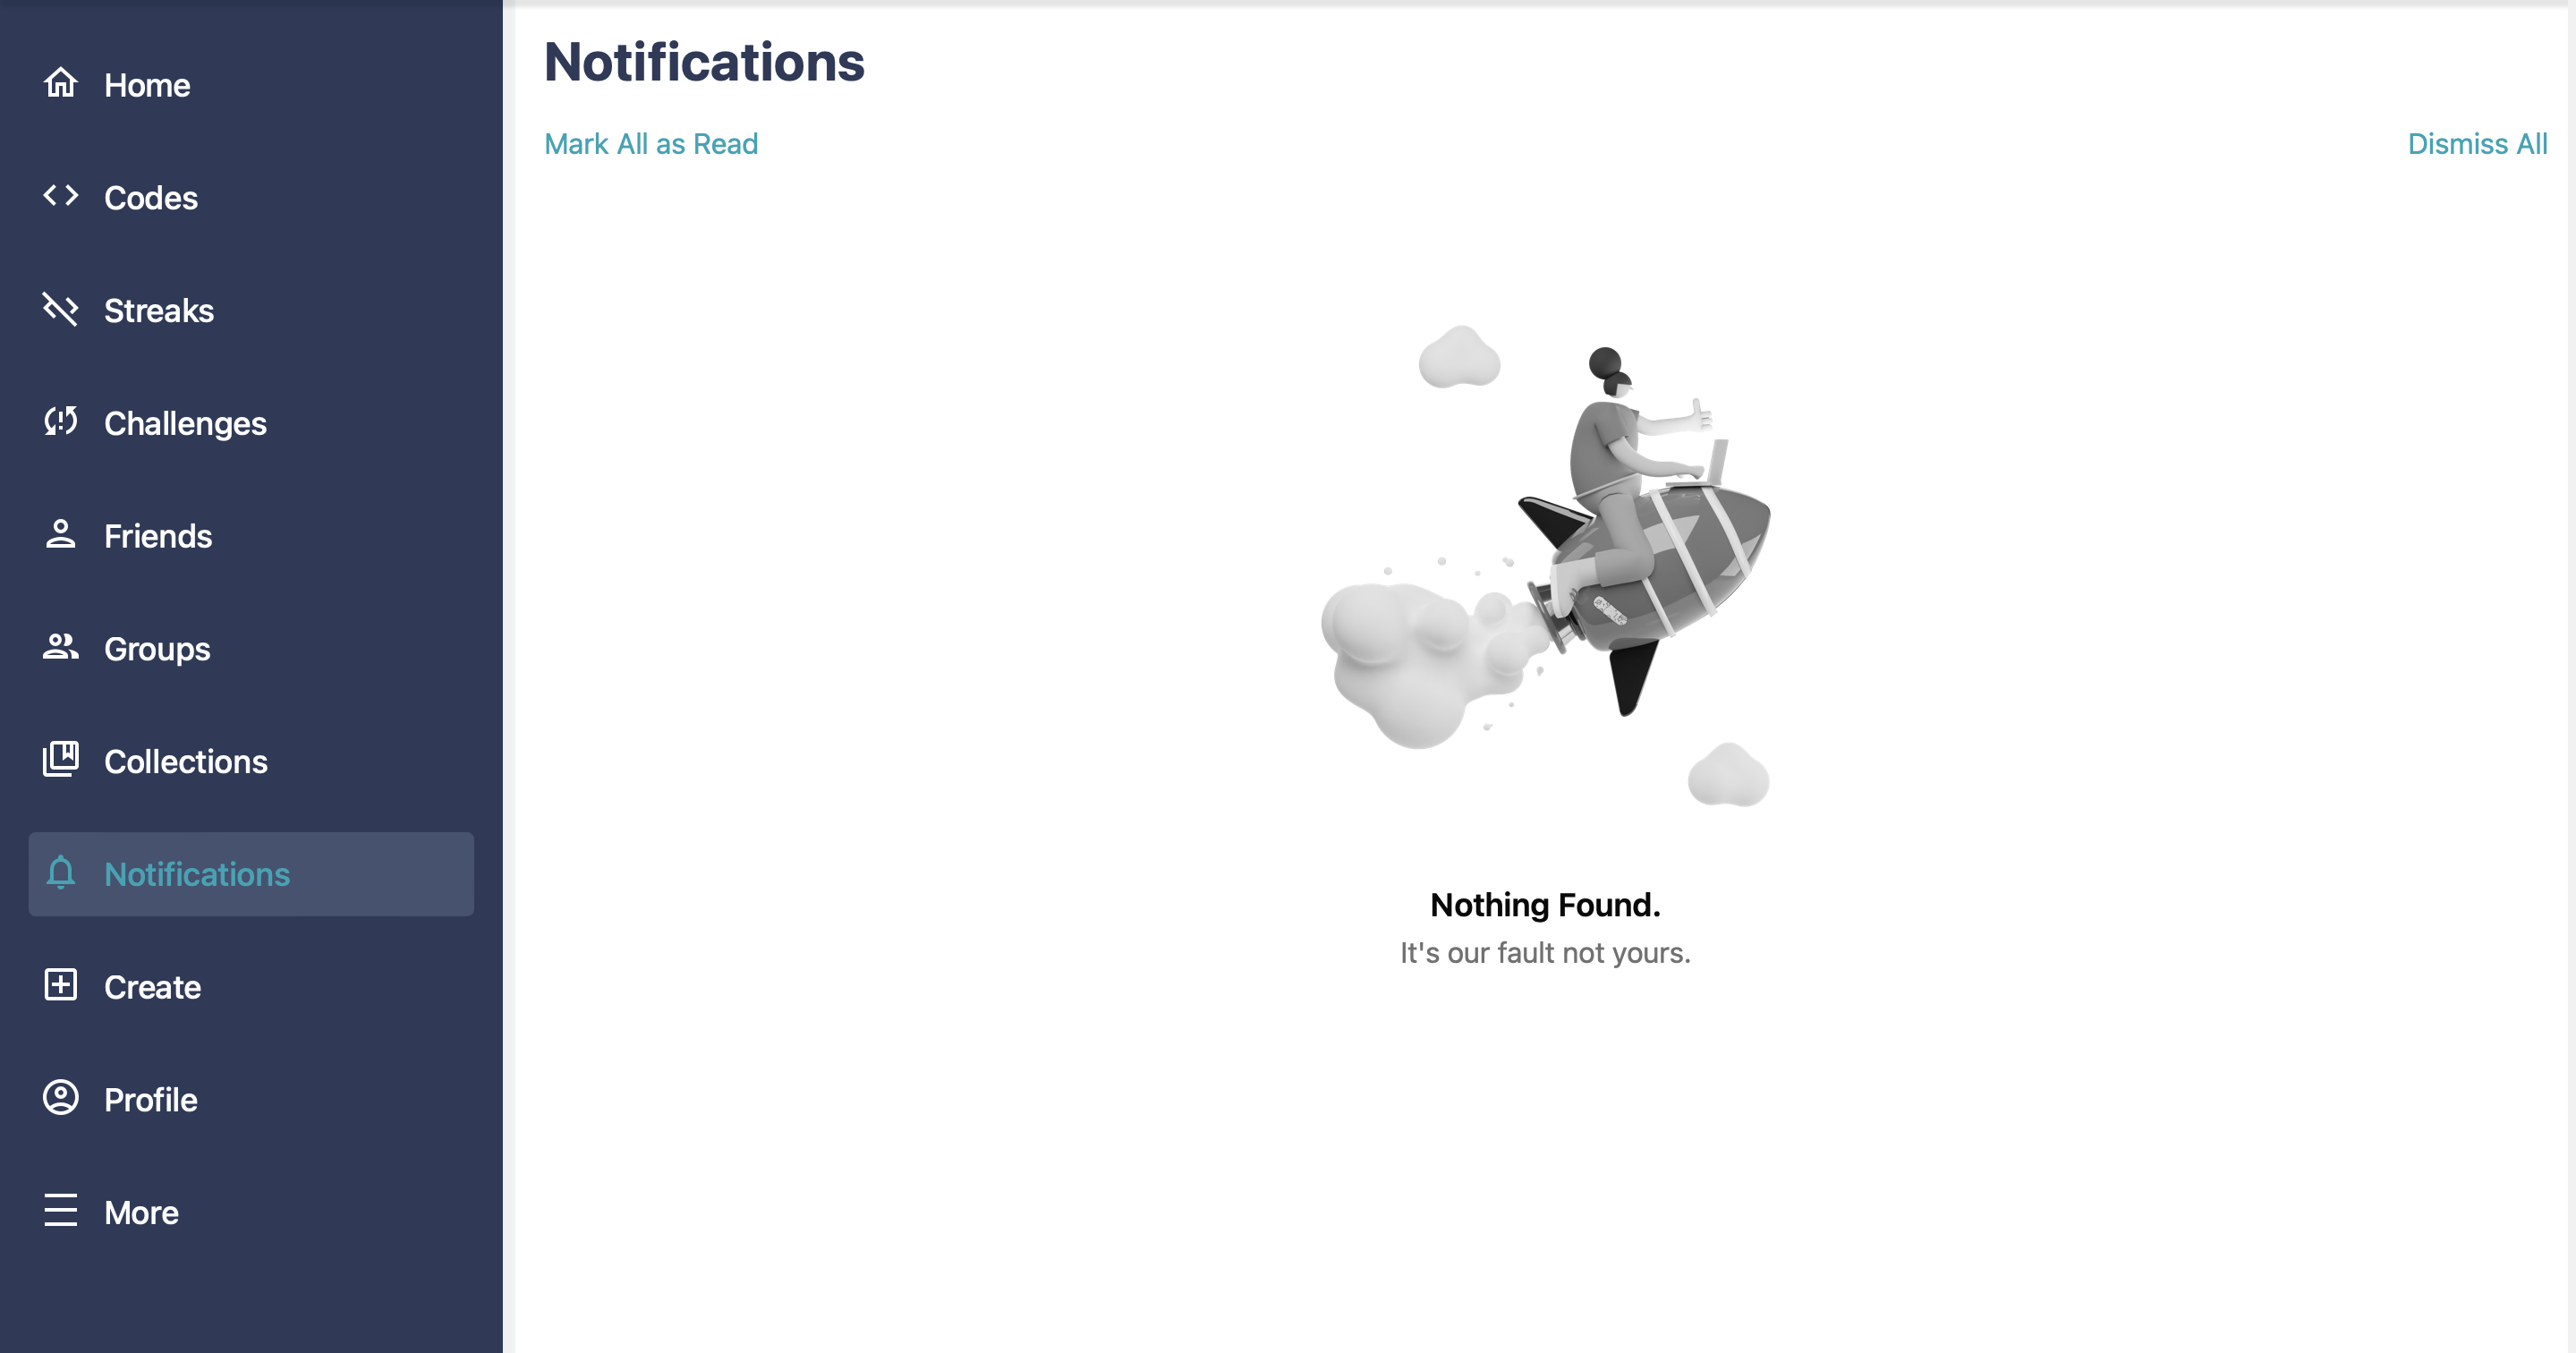 Home
Codes
Streaks
Challenges
Friends
Groups
Collections
Notifications
Create
Profile
More
Notifications
Mark All as Read
Dismiss All
Nothing Found.
It's our fault not yours.